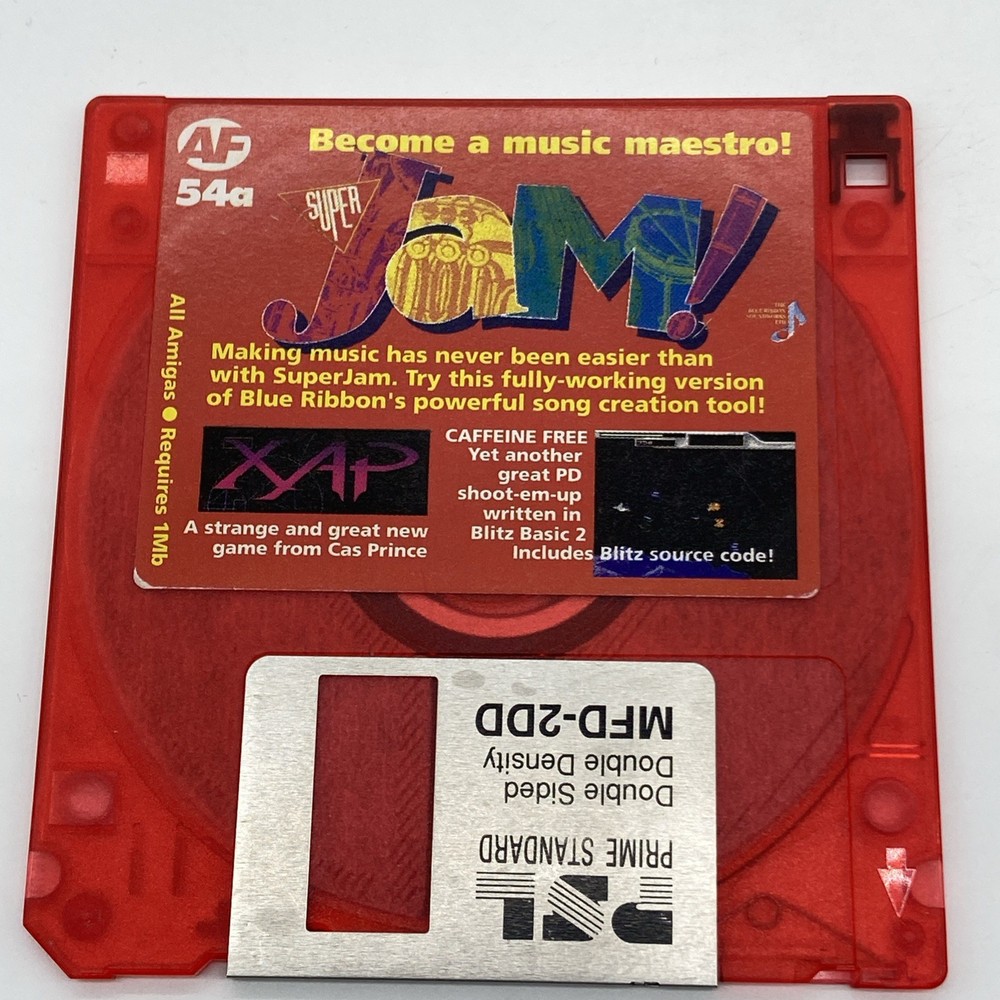 AF
54a
Become a music maestro!
SUPER
JAM!
Making music has never been easier than
with SuperJam. Try this fully-working version
of Blue Ribbon's powerful song creation tool!
All Amigas ● Requires 1Mb
XAP
A strange and great new
game from Cas Prince
CAFFEINE FREE
Yet another
great PD
shoot-em-up
written in
Blitz Basic 2
Includes Blitz source code!
PSL
PRIME STANDARD
Double Sided
Double Density
MFD-2DD